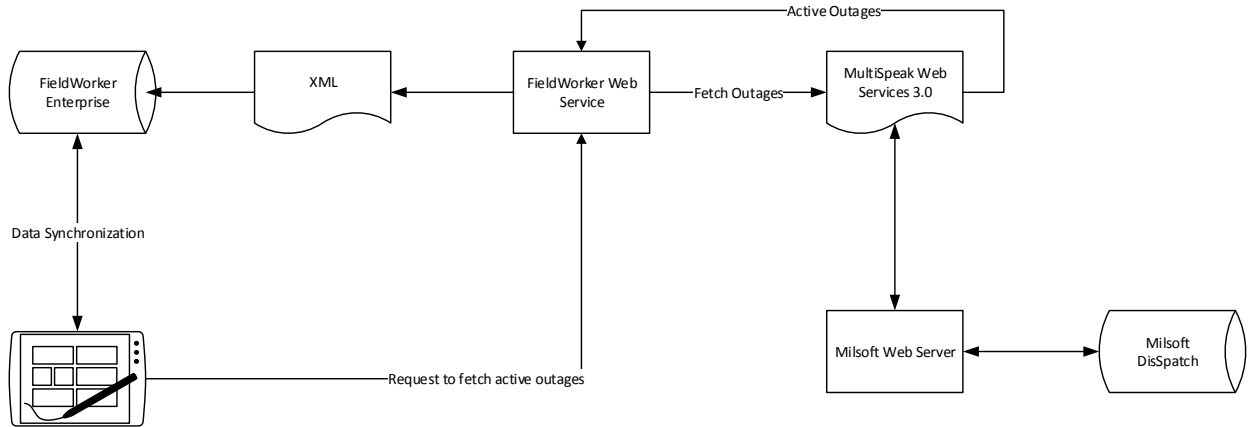 Active Outages
FieldWorker
Enterprise
XML
FieldWorker Web
Service
Fetch Outages
MultiSpeak Web
Services 3.0
Data Synchronization
Request to fetch active outages
Milsoft Web Server
Milsoft
DisSpatch